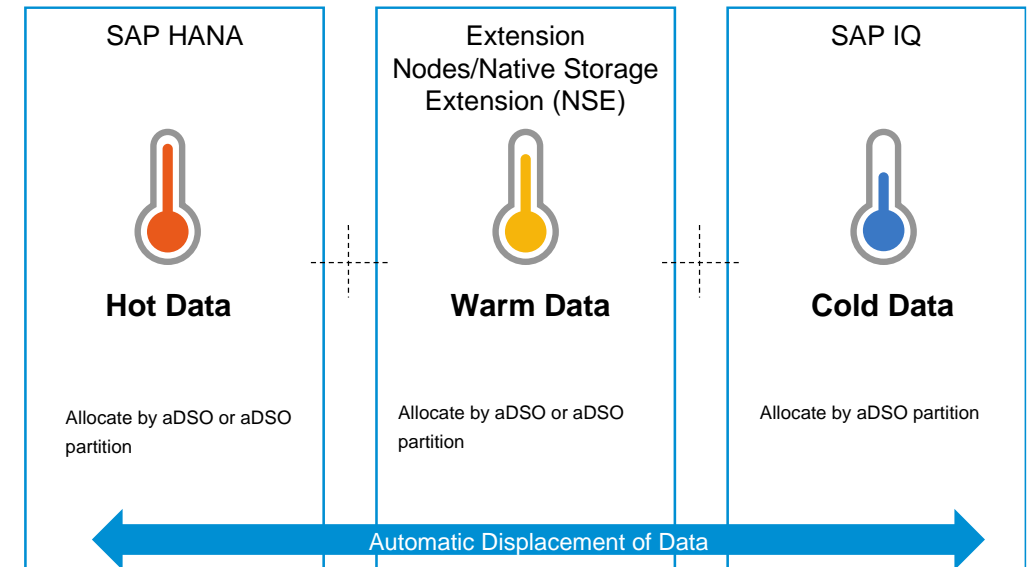 SAP HANA
Hot Data
Allocate by aDSO or aDSO
partition
Extension
Nodes/Native Storage
Extension (NSE)
Warm Data
Allocate by aDSO or aDSO
partition
SAP IQ
Cold Data
Allocate by aDSO partition
Automatic Displacement of Data